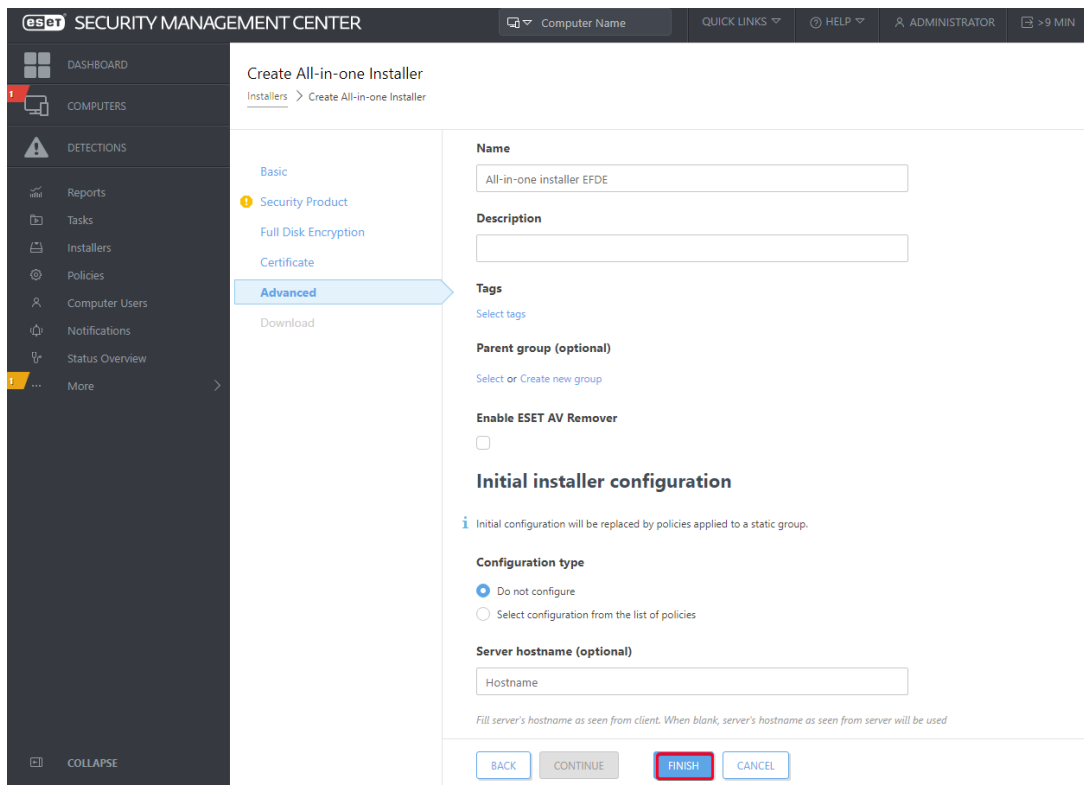 eset SECURITY MANAGEMENT CENTER
Computer Name
QUICK LINKS
HELP
ADMINISTRATOR
>9 MIN
DASHBOARD
1
COMPUTERS
DETECTIONS
Reports
Tasks
Installers
Policies
Computer Users
Notifications
Status Overview
1
More
COLLAPSE
Create All-in-one Installer
Installers > Create All-in-one Installer
Basic
Security Product
Full Disk Encryption
Certificate
Advanced
Download
Name
All-in-one installer EFDE
Description
Tags
Select tags
Parent group (optional)
Select or Create new group
Enable ESET AV Remover
Initial installer configuration
Initial configuration will be replaced by policies applied to a static group.
Configuration type
Do not configure
Select configuration from the list of policies
Server hostname (optional)
Hostname
Fill server's hostname as seen from client. When blank, server's hostname as seen from server will be used
BACK
CONTINUE
FINISH
CANCEL